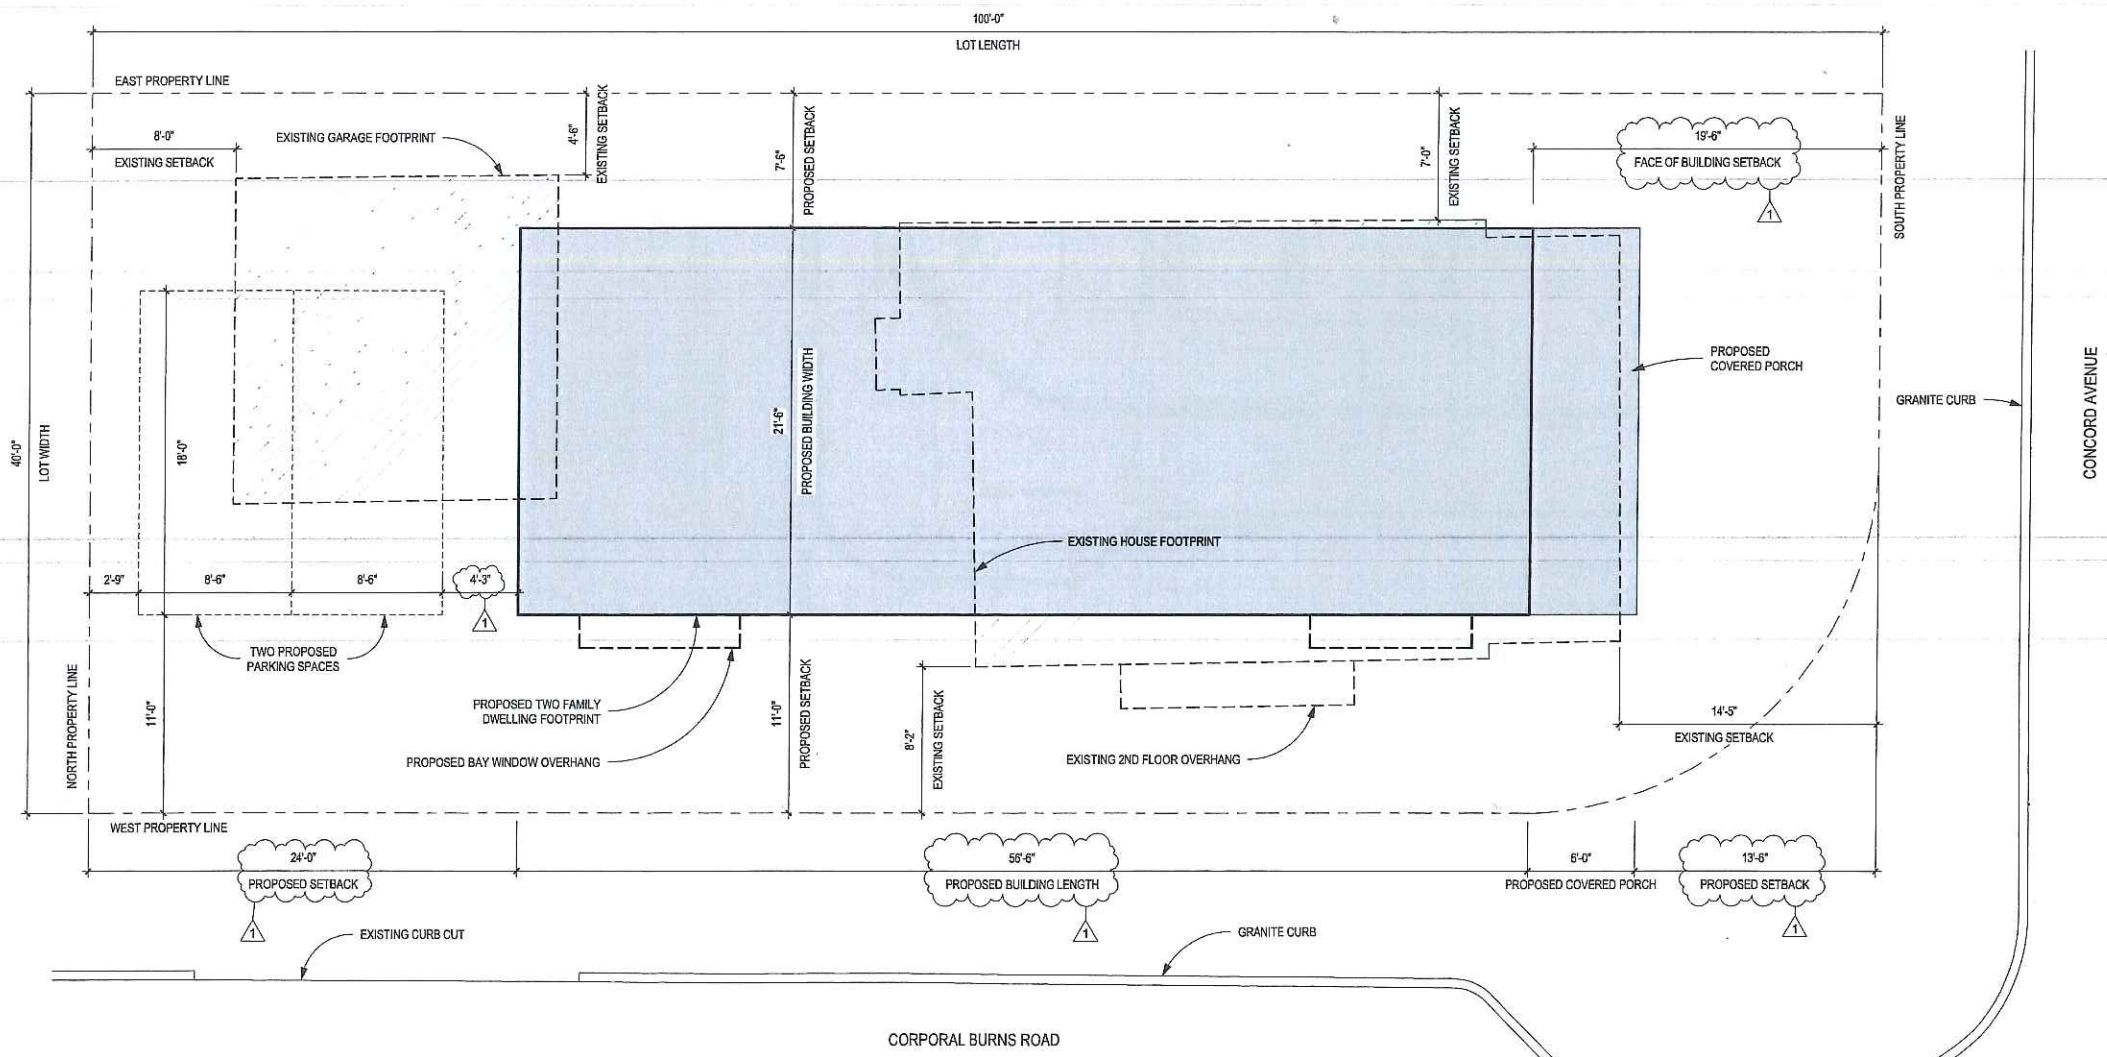 100'-0"
LOT LENGTH
EAST PROPERTY LINE
8'-0"
EXISTING SETBACK
EXISTING GARAGE FOOTPRINT
4'-6"
EXISTING SETBACK
7'-6"
PROPOSED SETBACK
7'-0"
EXISTING SETBACK
19'-6"
FACE OF BUILDING SETBACK
1
SOUTH PROPERTY LINE
40'-0"
LOT WIDTH
18'-0"
21'-6"
PROPOSED BUILDING WIDTH
PROPOSED
COVERED PORCH
GRANITE CURB
CONCORD AVENUE
EXISTING HOUSE FOOTPRINT
2'-9"
8'-6"
8'-6"
4'-3"
1
TWO PROPOSED
PARKING SPACES
NORTH PROPERTY LINE
11'-0"
PROPOSED TWO FAMILY
DWELLING FOOTPRINT
PROPOSED BAY WINDOW OVERHANG
11'-0"
PROPOSED SETBACK
8'-2"
EXISTING SETBACK
EXISTING 2ND FLOOR OVERHANG
14'-5"
EXISTING SETBACK
WEST PROPERTY LINE
24'-0"
PROPOSED SETBACK
1
56'-6"
PROPOSED BUILDING LENGTH
1
6'-0"
PROPOSED COVERED PORCH
13'-6"
PROPOSED SETBACK
1
EXISTING CURB CUT
GRANITE CURB
CORPORAL BURNS ROAD